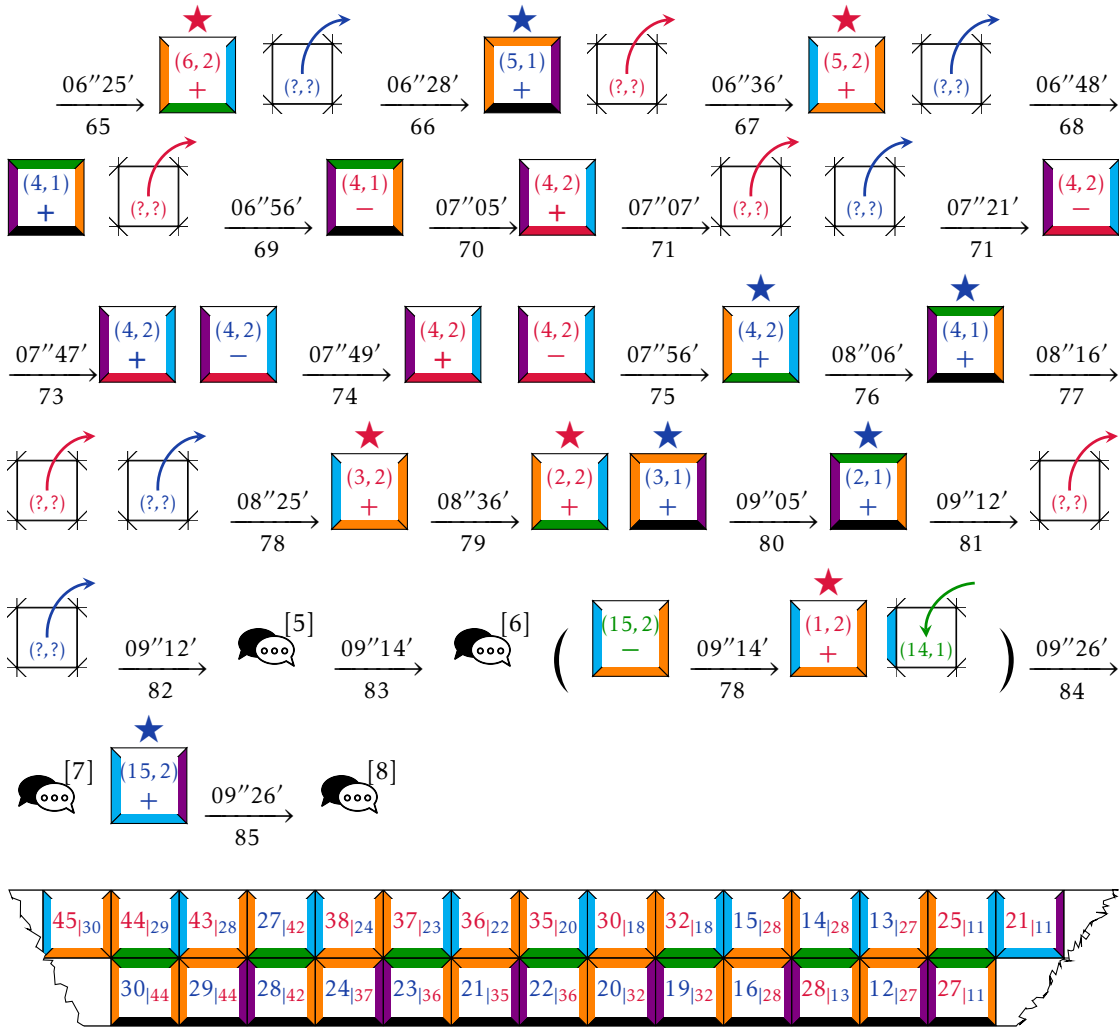 (6, 2) + (?,?) 06′′28′ 66 (5, 1) + (?,?) 06′′36′ 67 (5, 2) + (?,?) 06′′48′ 68
06′′25′ 65
(4, 1) + (?,?) 06′′56′ 69 (4, 1) − 07′′05′ 70 (4, 2) + 07′′07′ 71 (?,?) (?,?) 07′′21′ 71 (4, 2) −
07′′47′ 73 (4, 2) + (4, 2) − 07′′49′ 74 (4, 2) + (4, 2) − 07′′56′ 75 (4, 2) + 08′′06′ 76 (4, 1) + 08′′16′ 77
(?,?) (?,?) 08′′25′ 78 (3, 2) + 08′′36′ 79 (2, 2) + (3, 1) + 09′′05′ 80 (2, 1) + 09′′12′ 81 (?,?)
(?,?) 09′′12′ 82 [5] 09′′14′ 83 [6] ( (15, 2) − 09′′14′ 78 (1, 2) + (14, 1) ) 09′′26′ 84
[7] (15, 2) + 09′′26′ 85 [8]
45|30 44|29 43|28 27|42 38|24 37|23 36|22 35|20 30|18 32|18 15|28 14|28 13|27 25|11 21|11
30|44 29|44 28|42 24|37 23|36 21|35 22|36 20|32 19|32 16|28 28|13 12|27 27|11